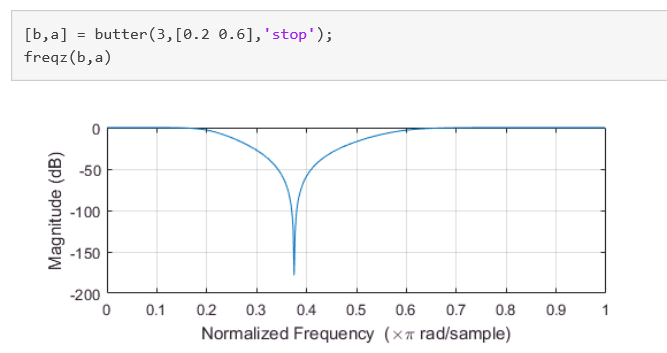 [b,a] = butter(3,[0.2 0.6],'stop');
freqz(b,a)
Magnitude (dB)
0
-50
-100
-150
-200
0 0.1 0.2 0.3 0.4 0.5 0.6 0.7 0.8 0.9 1
Normalized Frequency (×π rad/sample)